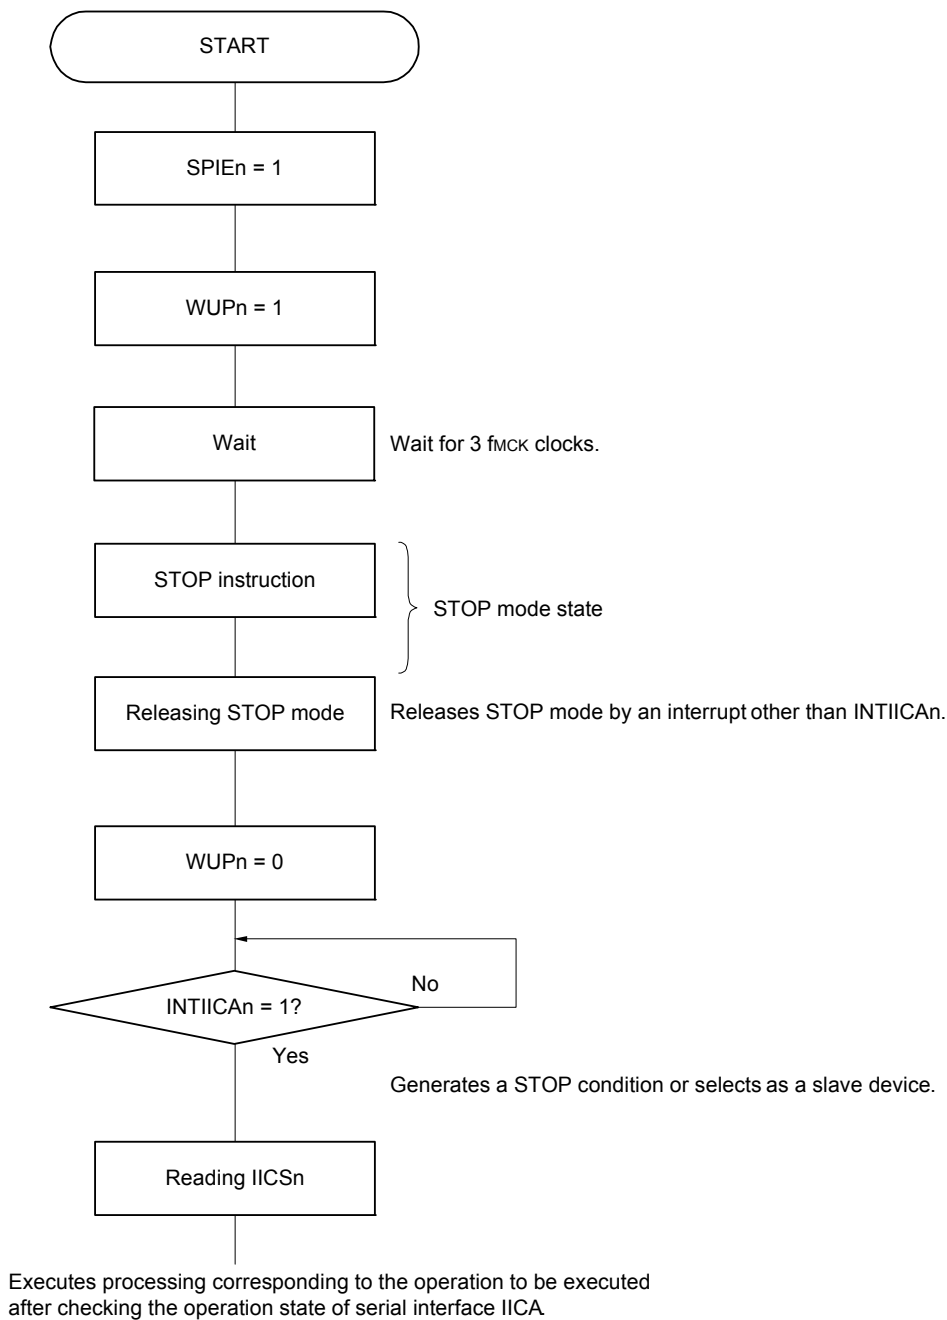 START
SPIEn = 1
WUPn = 1
Wait
Wait for 3 fMCK clocks.
STOP instruction
STOP mode state
Releasing STOP mode
Releases STOP mode by an interrupt other than INTIICAn.
WUPn = 0
No
INTIICAn = 1?
Yes
Generates a STOP condition or selects as a slave device.
Reading IICSn
Executes processing corresponding to the operation to be executed
after checking the operation state of serial interface IICA.